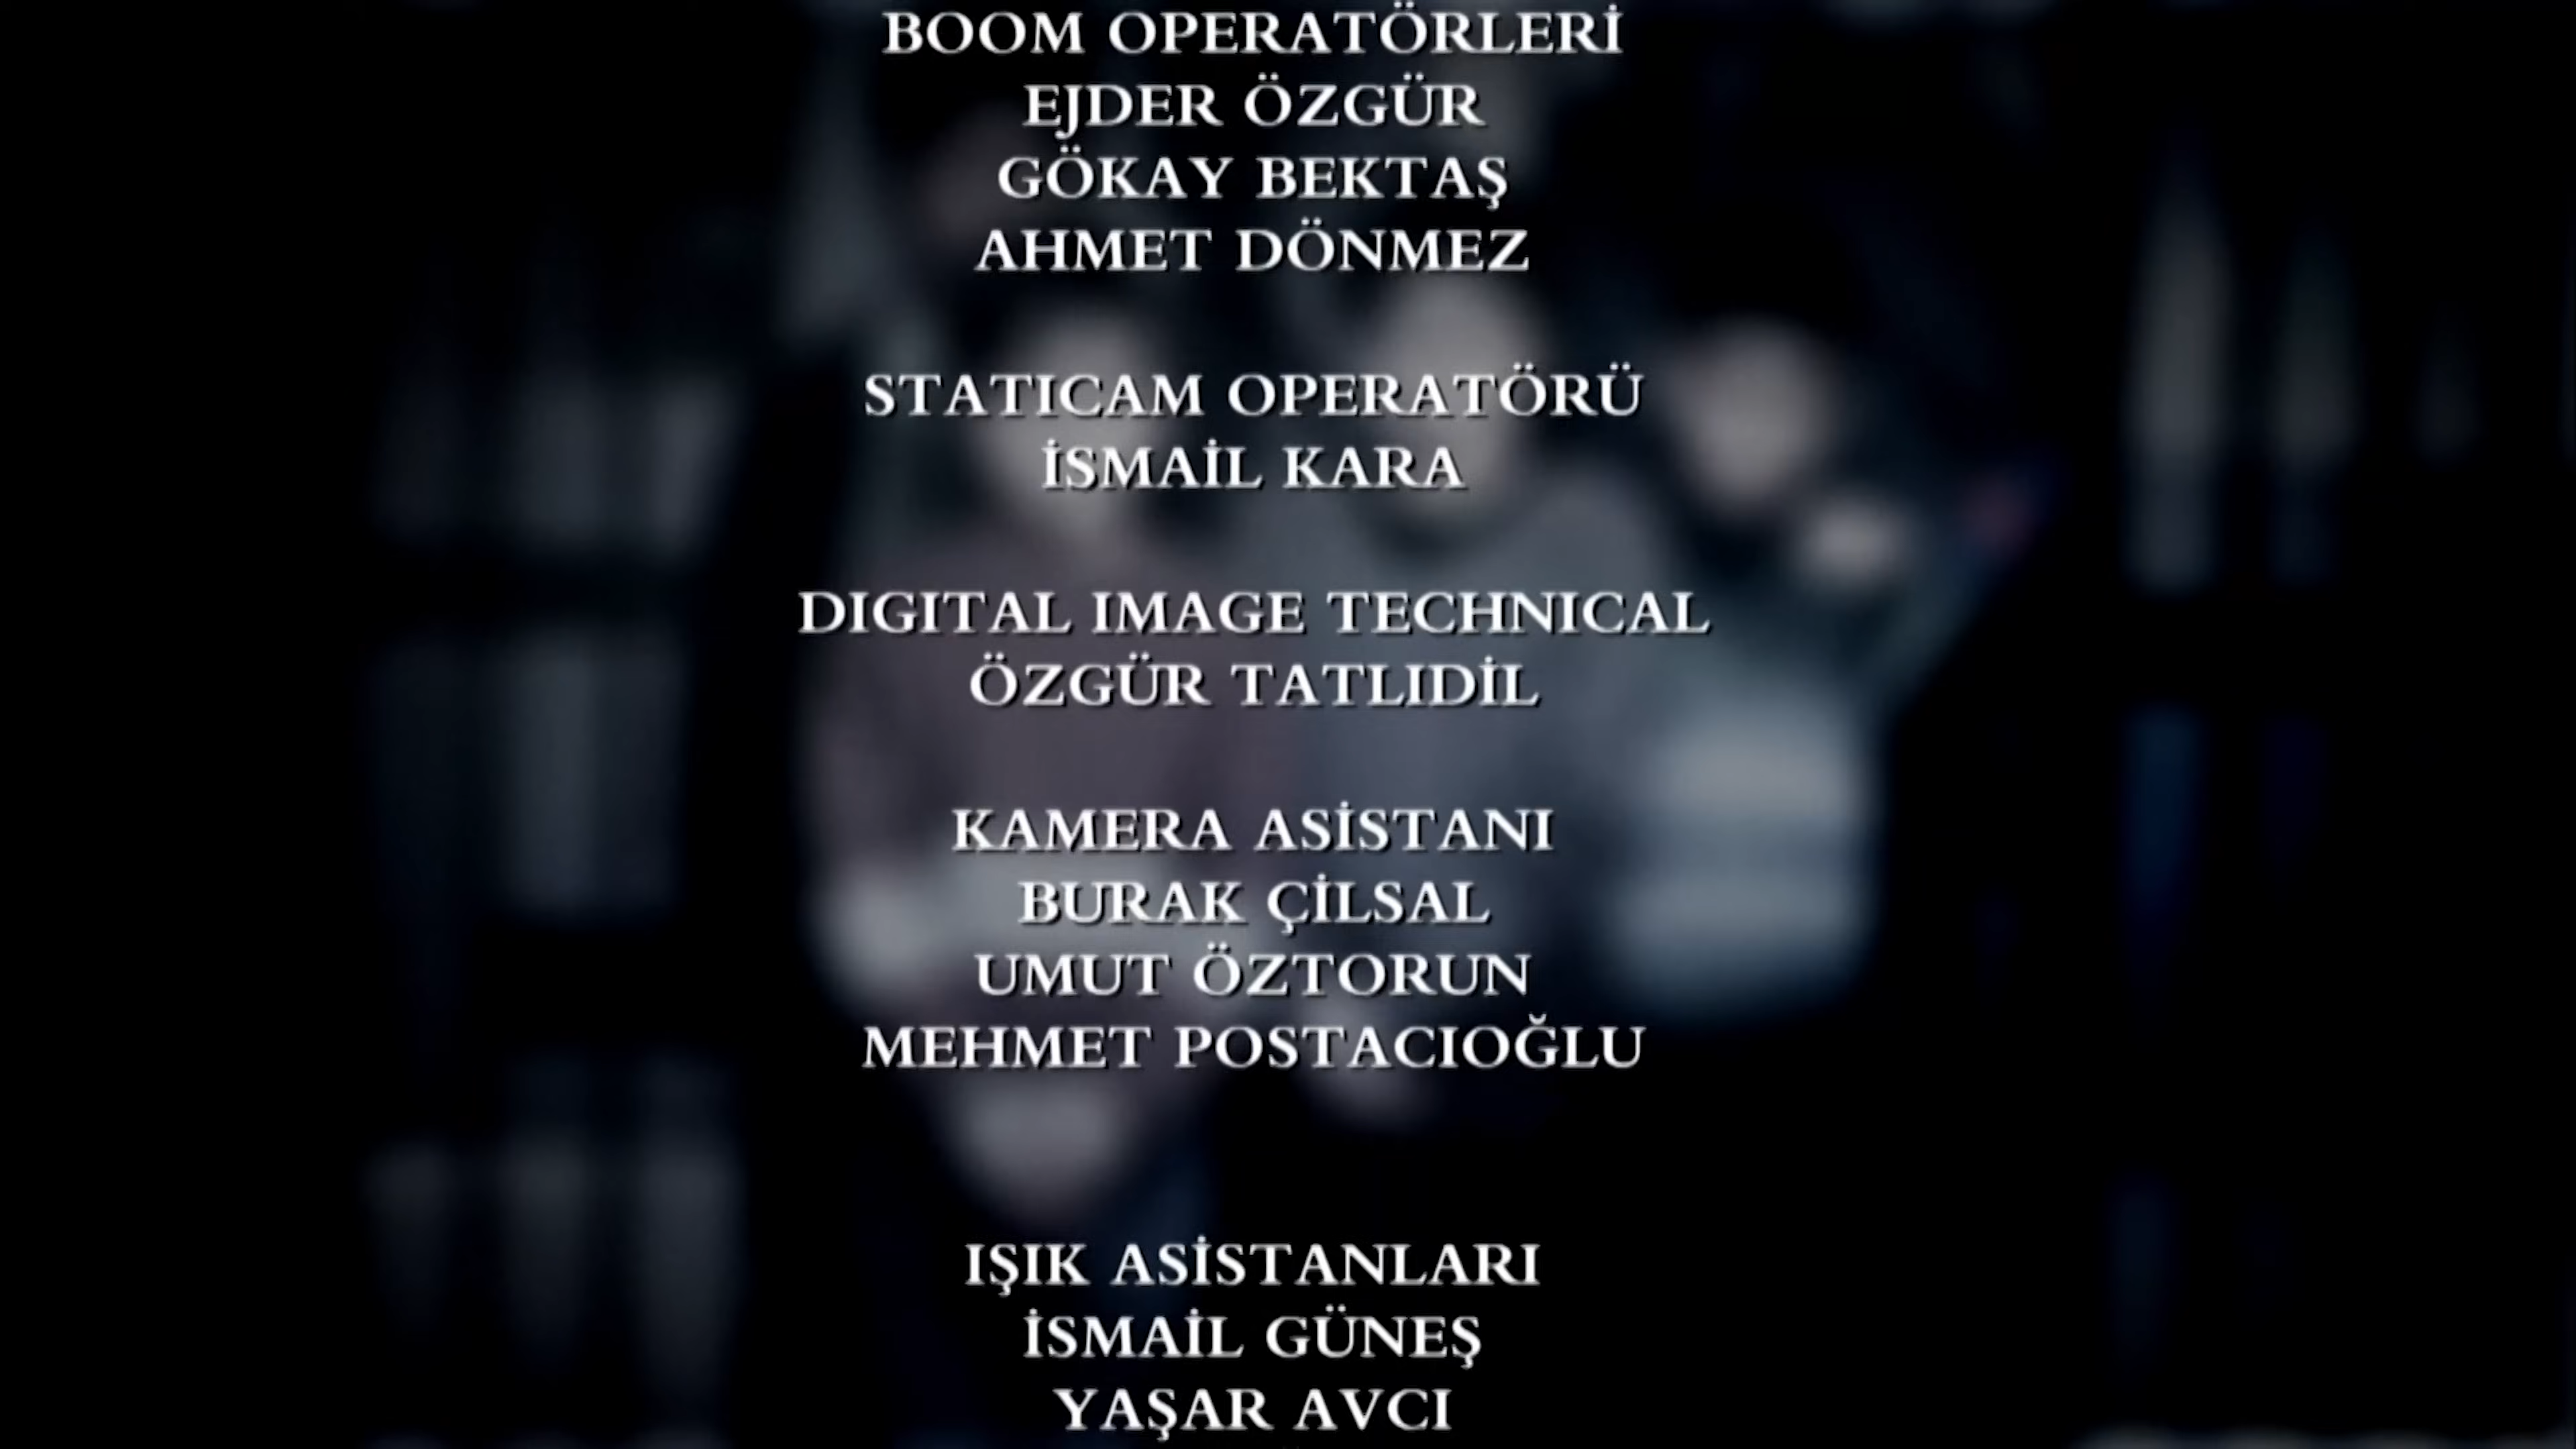 BOOM OPERATÖRLERİ
EJDER ÖZGÜR
GÖKAY BEKTAŞ
AHMET DÖNMEZ
STATICAM OPERATÖRÜ
İSMAİL KARA
DIGITAL IMAGE TECHNICAL
ÖZGÜR TATLIDİL
KAMERA ASİSTANI
BURAK ÇİLSAL
UMUT ÖZTORUN
MEHMET POSTACIOĞLU
IŞIK ASİSTANLARI
İSMAİL GÜNEŞ
YAŞAR AVCI